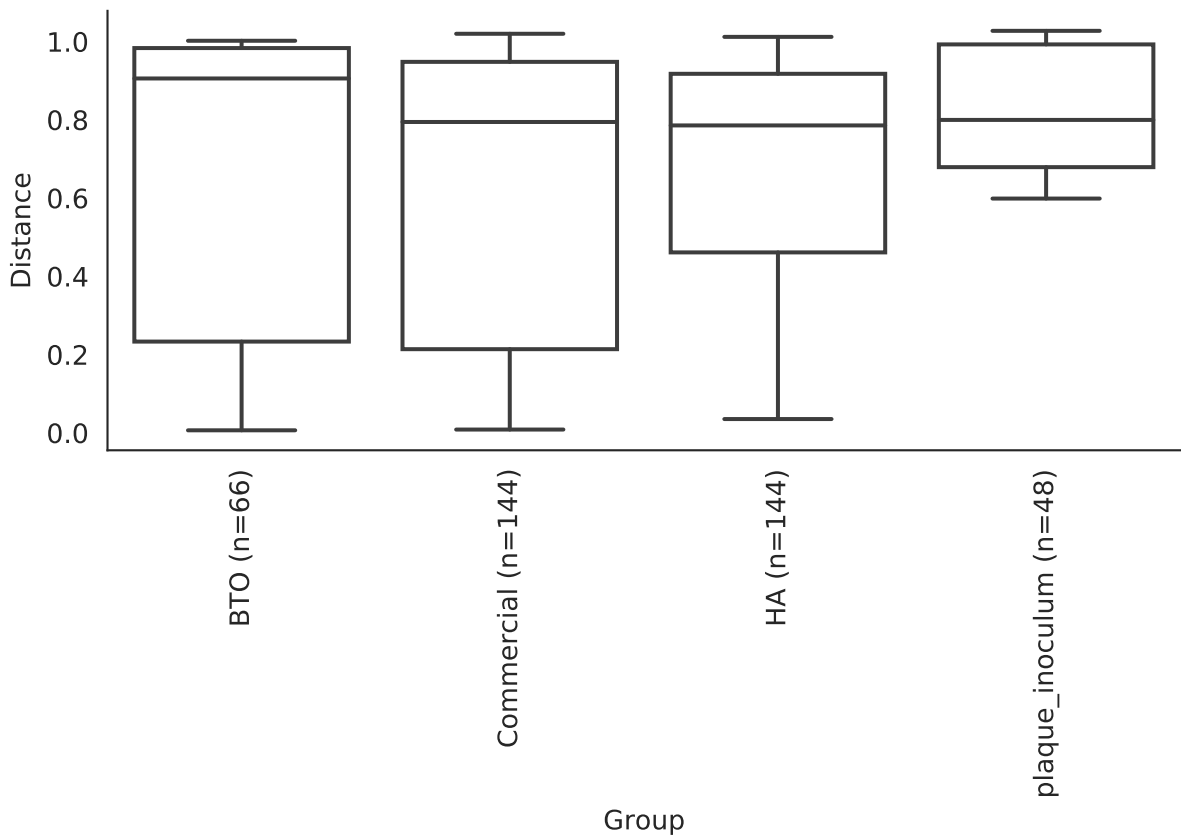 1.0
0.8
0.6
0.4
0.2
0.0
Distance
BTO (n=66)
Commercial (n=144)
HA (n=144)
plaque_inoculum (n=48)
Group